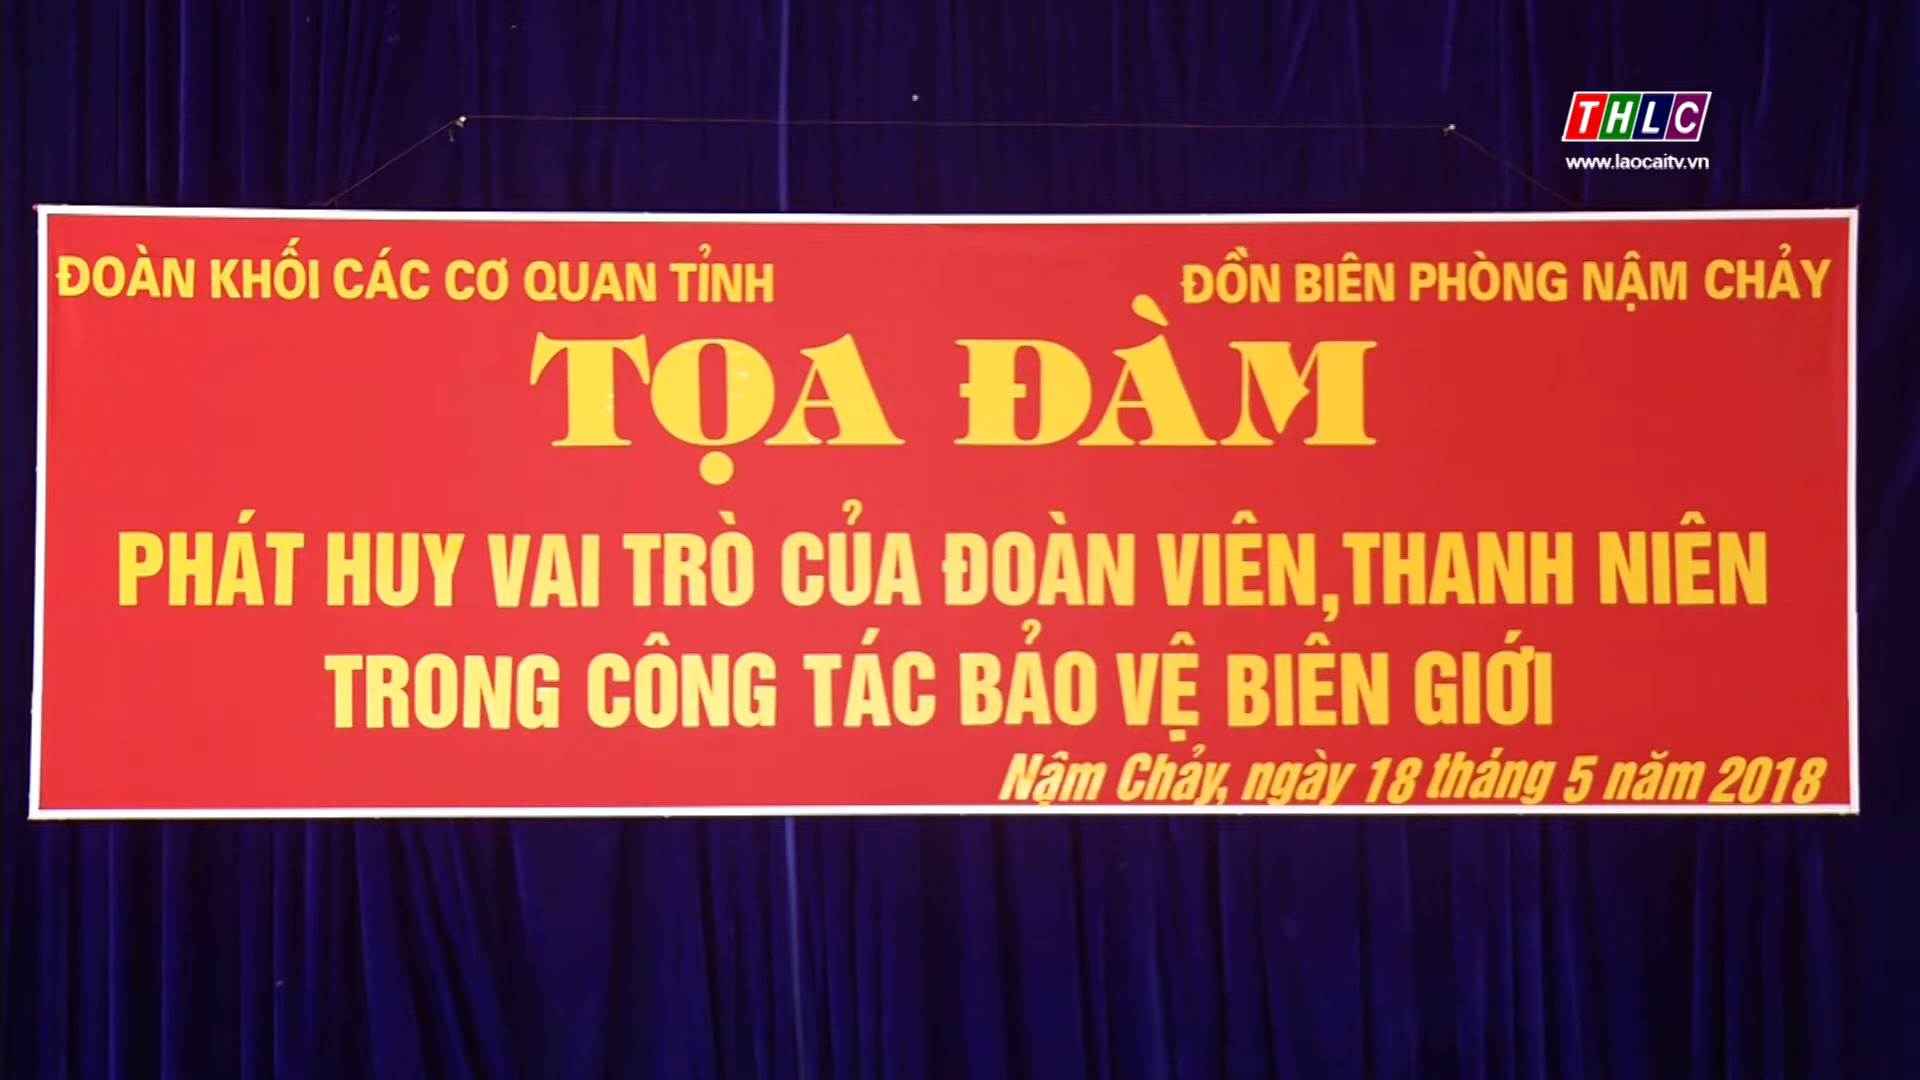 THLC
www.laocaitv.vn
ĐOÀN KHỐI CÁC CƠ QUAN TỈNH
ĐỒN BIÊN PHÒNG NẬM CHẢY
TỌA ĐÀM
PHÁT HUY VAI TRÒ CỦA ĐOÀN VIÊN,THANH NIÊN
TRONG CÔNG TÁC BẢO VỆ BIÊN GIỚI
Nậm Chảy, ngày 18 tháng 5 năm 2018